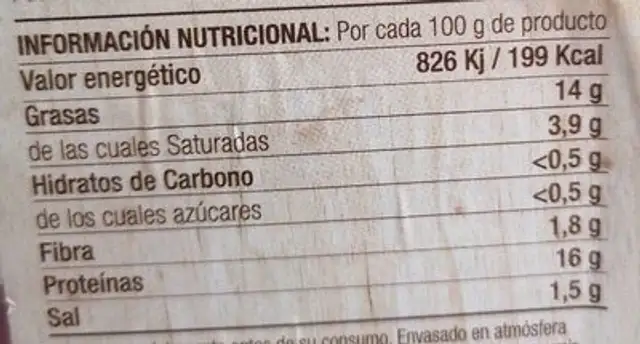 INFORMACIÓN NUTRICIONAL: Por cada 100 g de producto
Valor energético 826 Kj / 199 Kcal
Grasas 14 g
de las cuales Saturadas 3,9 g
Hidratos de Carbono <0,5 g
de los cuales azúcares <0,5 g
Fibra 1,8 g
Proteínas 16 g
Sal 1,5 g
de su consumo. Envasado en atmósfera